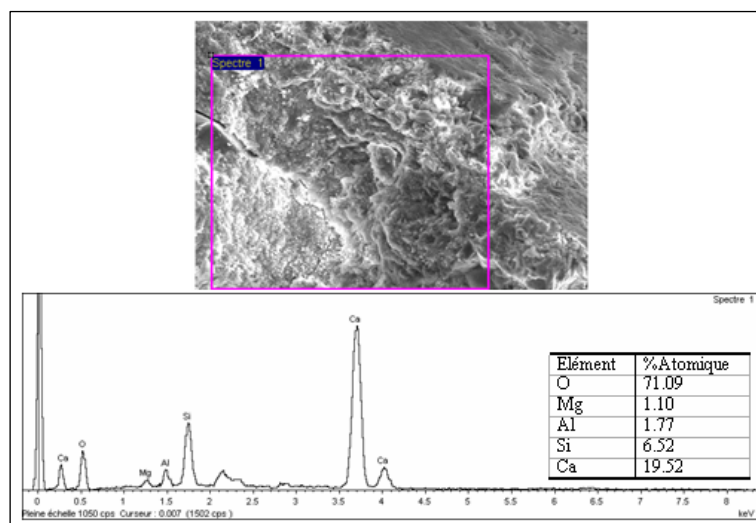 Spectre 1
Spectre 1
Ca
O
Mg
Al
Si
Ca
Ca
Elément %Atomique
O 71.09
Mg 1.10
Al 1.77
Si 6.52
Ca 19.52
0 0.5 1 1.5 2 2.5 3 3.5 4 4.5 5 5.5 6 6.5 7 7.5 8
Pleine échelle 1050 cps Curseur : 0.007 (1502 cps ) keV